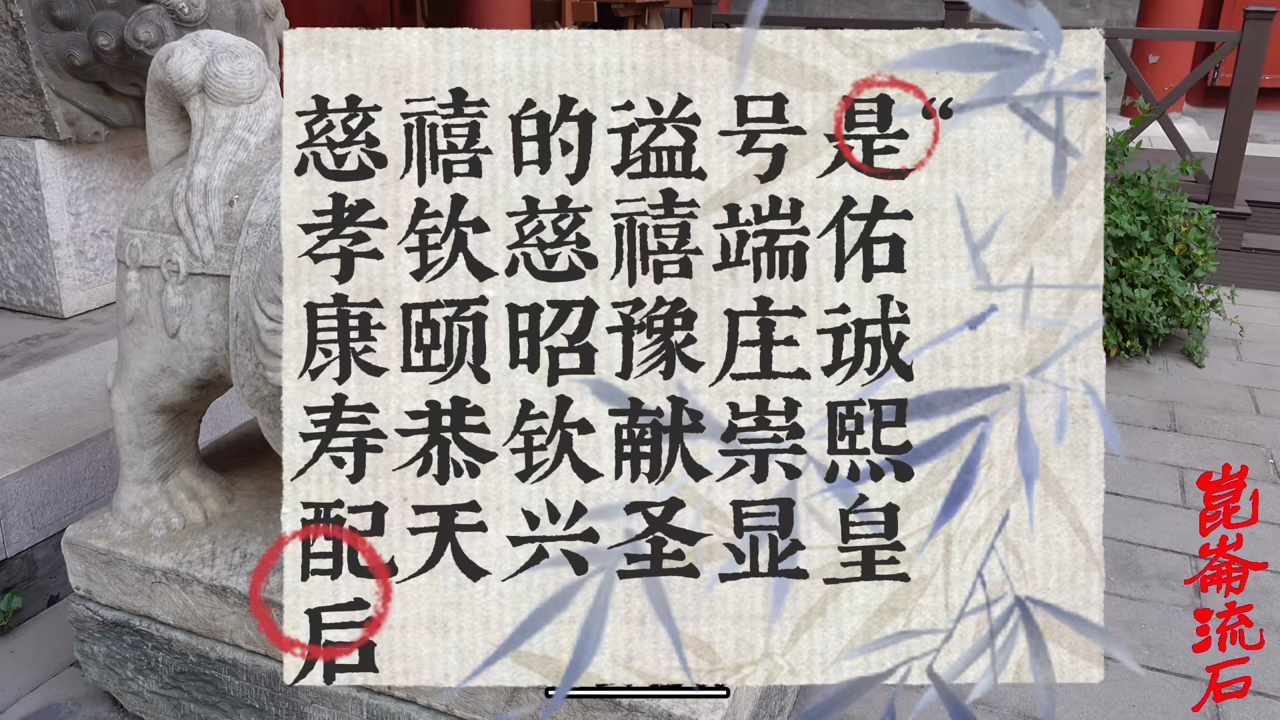 慈禧的谥号是“
孝钦慈禧端佑
康颐昭豫庄诚
寿恭钦献崇熙
配天兴圣显皇
后
崑崙流石